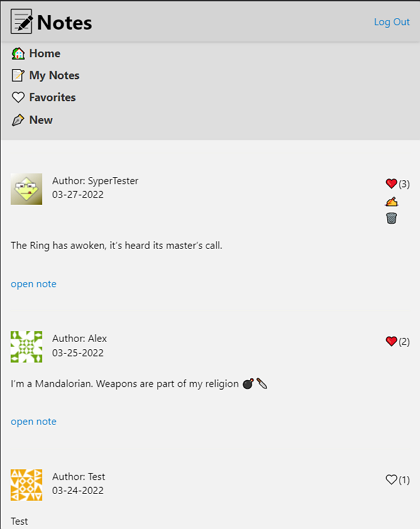 Notes
Log Out
Home
My Notes
Favorites
New
Author: SyperTester
03-27-2022
(3)
The Ring has awoken, it's heard its master's call.
open note
Author: Alex
03-25-2022
(2)
I'm a Mandalorian. Weapons are part of my religion 💣🔪
open note
Author: Test
03-24-2022
(1)
Test